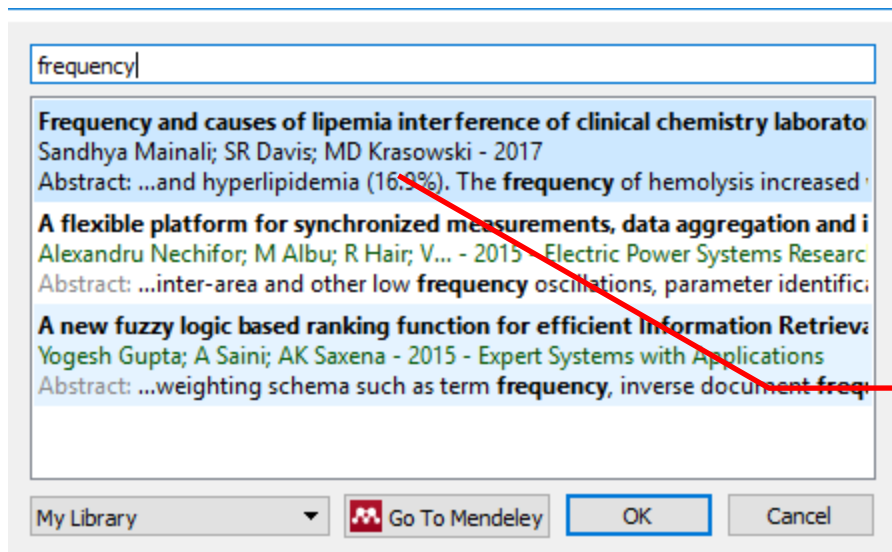 frequency
Frequency and causes of lipemia interference of clinical chemistry laborato
Sandhya Mainali; SR Davis; MD Krasowski - 2017
Abstract: ...and hyperlipidemia (16.9%). The frequency of hemolysis increased
A flexible platform for synchronized measurements, data aggregation and i
Alexandru Nechifor; M Albu; R Hair; V... - 2015 - Electric Power Systems Researc
Abstract: ...inter-area and other low frequency oscillations, parameter identifica
A new fuzzy logic based ranking function for efficient Information Retrieva
Yogesh Gupta; A Saini; AK Saxena - 2015 - Expert Systems with Applications
Abstract: ...weighting schema such as term frequency, inverse document frequ
My Library
Go To Mendeley
OK
Cancel